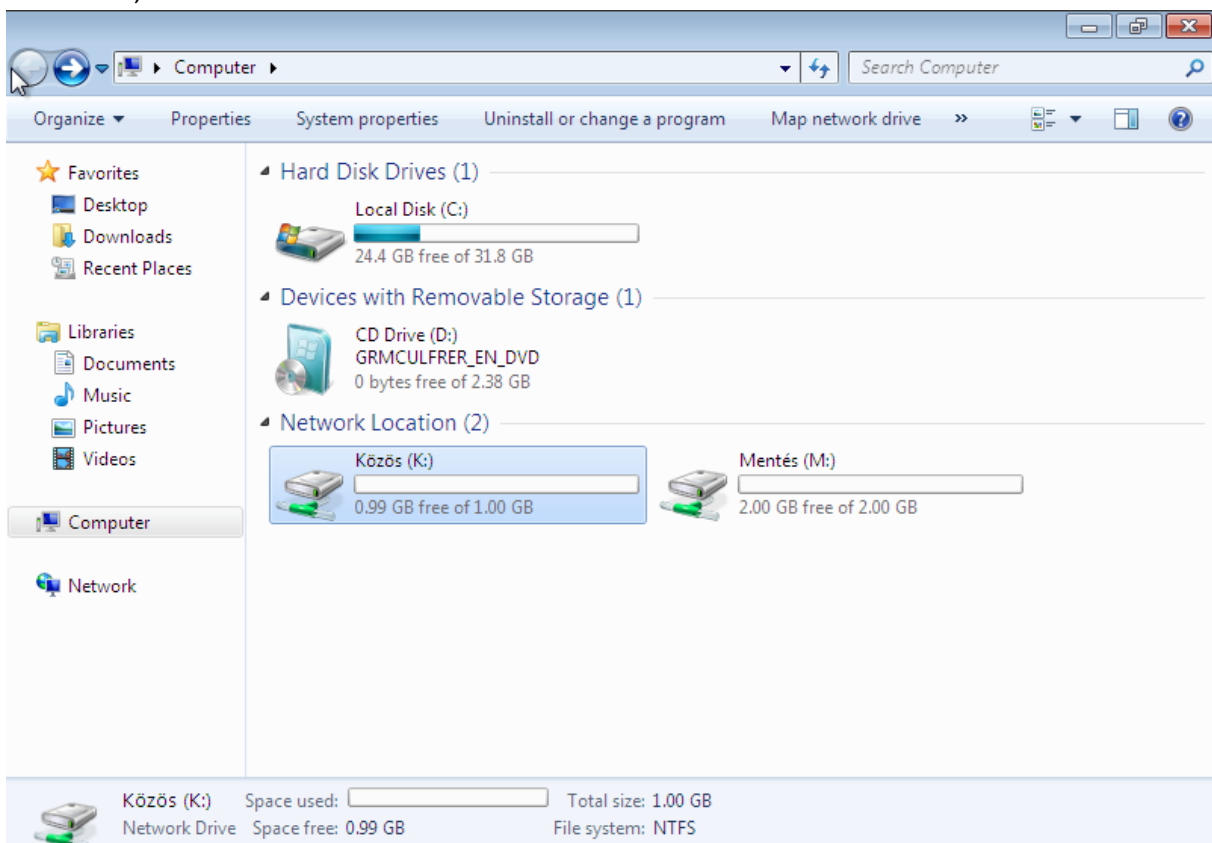 Computer
Search Computer
Organize Properties System properties Uninstall or change a program Map network drive »
Favorites
Desktop
Downloads
Recent Places
Libraries
Documents
Music
Pictures
Videos
Computer
Network
Hard Disk Drives (1)
Local Disk (C:)
24.4 GB free of 31.8 GB
Devices with Removable Storage (1)
CD Drive (D:)
GRMCULFRER_EN_DVD
0 bytes free of 2.38 GB
Network Location (2)
Közös (K:)
0.99 GB free of 1.00 GB
Mentés (M:)
2.00 GB free of 2.00 GB
Közös (K:) Space used: Total size: 1.00 GB
Network Drive Space free: 0.99 GB File system: NTFS